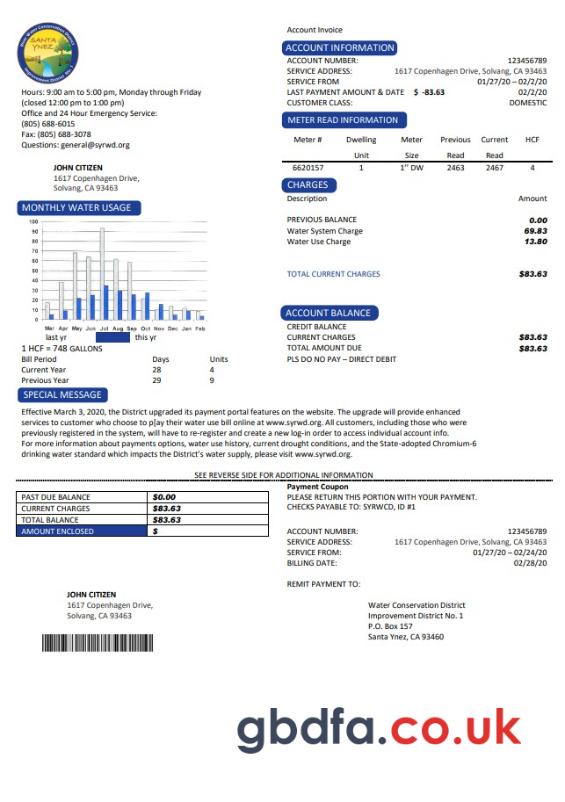 SANTA
YNEZ
Hours: 9:00 am to 5:00 pm, Monday through Friday
(closed 12:00 pm to 1:00 pm)
Office and 24 Hour Emergency Service:
(805) 688-6015
Fax: (805) 688-3078
Questions: general@syrwd.org
JOHN CITIZEN
1617 Copenhagen Drive,
Solvang, CA 93463
MONTHLY WATER USAGE
100
90
80
70
60
50
40
30
20
10
0
Mar Apr May Jun Jul Aug Sep Oct Nov Dec Jan Feb
last yr this yr
1 HCF = 748 GALLONS
Bill Period Days Units
Current Year 28 4
Previous Year 29 9
Account Invoice
ACCOUNT INFORMATION
ACCOUNT NUMBER: 123456789
SERVICE ADDRESS: 1617 Copenhagen Drive, Solvang, CA 93463
SERVICE FROM 01/27/20 – 02/2/20
LAST PAYMENT AMOUNT & DATE $ -83.63 02/2/20
CUSTOMER CLASS: DOMESTIC
METER READ INFORMATION
Meter # Dwelling Meter Previous Current HCF
Unit Size Read Read
6620157 1 1" DW 2463 2467 4
CHARGES
Description Amount
PREVIOUS BALANCE 0.00
Water System Charge 69.83
Water Use Charge 13.80
TOTAL CURRENT CHARGES $83.63
ACCOUNT BALANCE
CREDIT BALANCE
CURRENT CHARGES $83.63
TOTAL AMOUNT DUE $83.63
PLS DO NO PAY – DIRECT DEBIT
SPECIAL MESSAGE
Effective March 3, 2020, the District upgraded its payment portal features on the website. The upgrade will provide enhanced
services to customer who choose to p[ay their water use bill online at www.syrwd.org. All customers, including those who were
previously registered in the system, will have to re-register and create a new log-in order to access individual account info.
For more information about payments options, water use history, current drought conditions, and the State-adopted Chromium-6
drinking water standard which impacts the District's water supply, please visit www.syrwd.org.
SEE REVERSE SIDE FOR ADDITIONAL INFORMATION
PAST DUE BALANCE $0.00
CURRENT CHARGES $83.63
TOTAL BALANCE $83.63
AMOUNT ENCLOSED $
Payment Coupon
PLEASE RETURN THIS PORTION WITH YOUR PAYMENT.
CHECKS PAYABLE TO: SYRWCD, ID #1
ACCOUNT NUMBER: 123456789
SERVICE ADDRESS: 1617 Copenhagen Drive, Solvang, CA 93463
SERVICE FROM: 01/27/20 – 02/24/20
BILLING DATE: 02/28/20
REMIT PAYMENT TO:
JOHN CITIZEN
1617 Copenhagen Drive,
Solvang, CA 93463
Water Conservation District
Improvement District No. 1
P.O. Box 157
Santa Ynez, CA 93460
gbdfa.co.uk